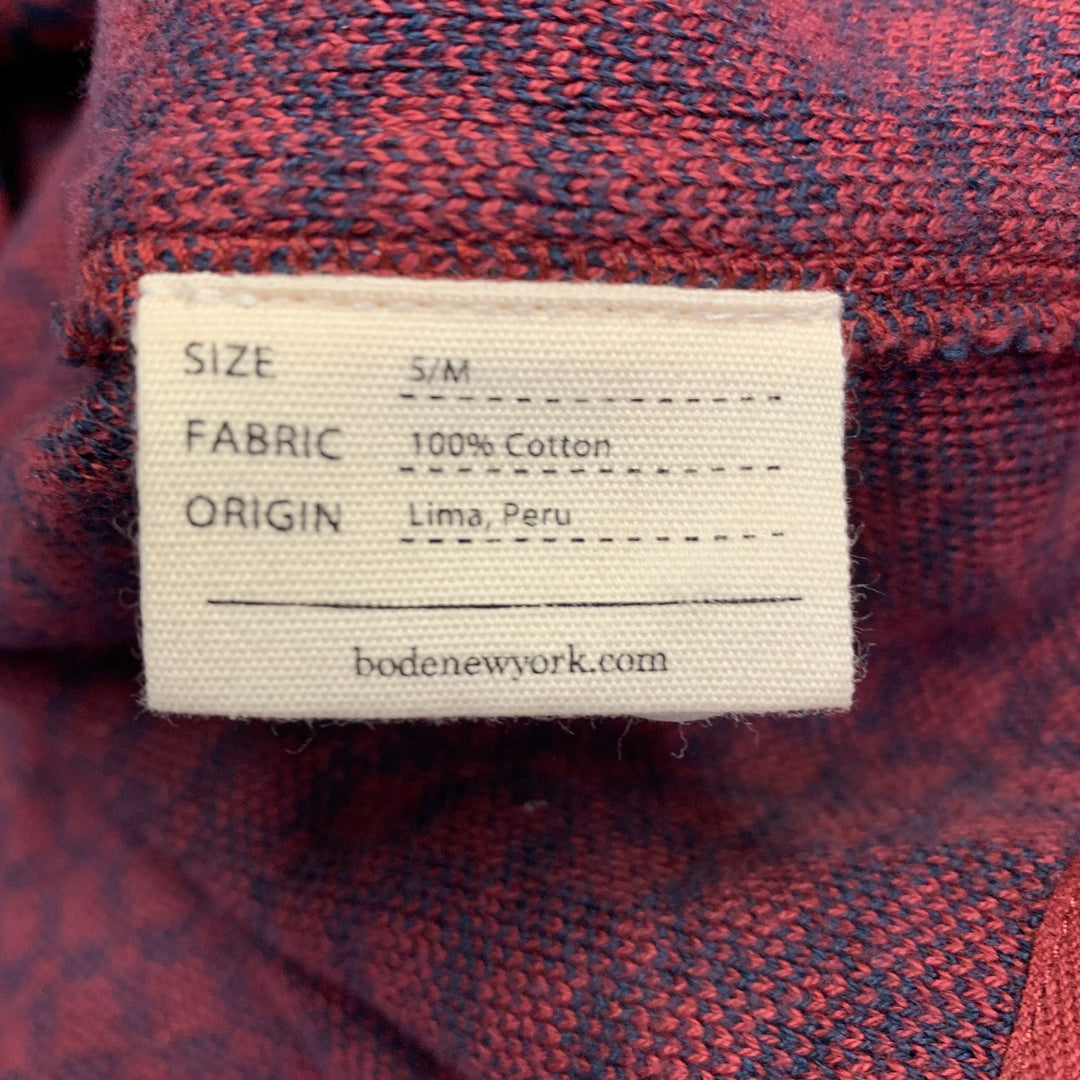 SIZE S/M
FABRIC 100% Cotton
ORIGIN Lima, Peru
bodenewyork.com